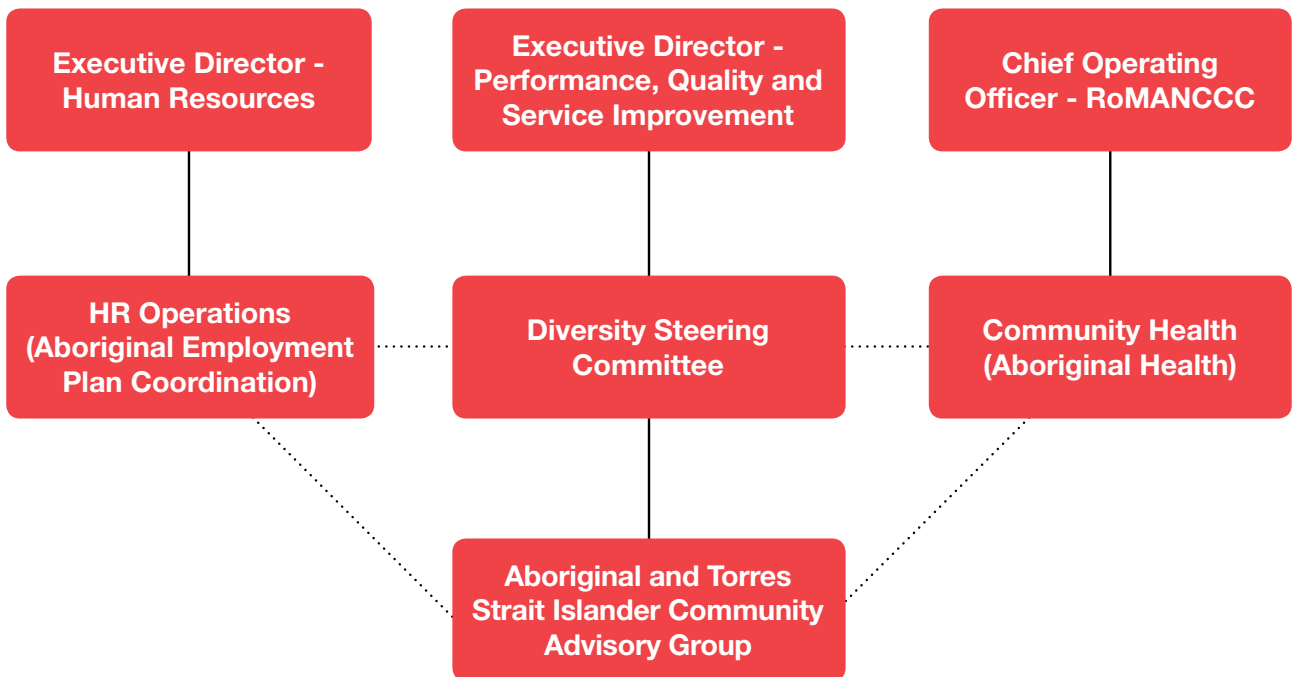 Executive Director -
Human Resources
Executive Director -
Performance, Quality and
Service Improvement
Chief Operating
Officer - RoMANCCC
HR Operations
(Aboriginal Employment
Plan Coordination)
Diversity Steering
Committee
Community Health
(Aboriginal Health)
Aboriginal and Torres
Strait Islander Community
Advisory Group